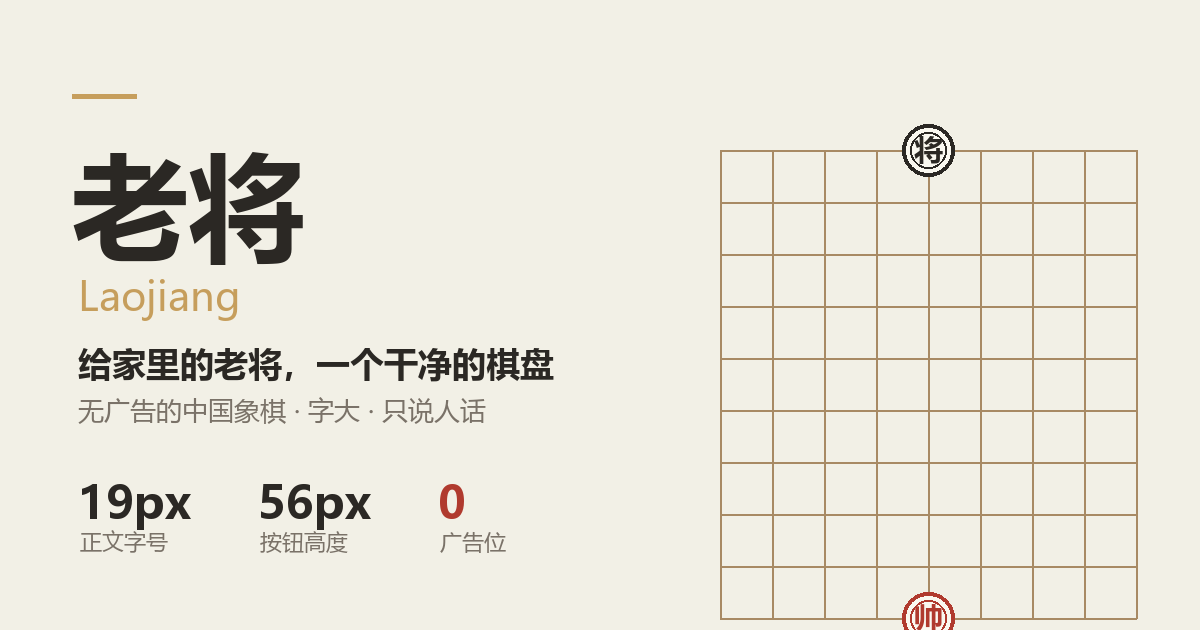 老将
Laojiang
给家里的老将，一个干净的棋盘
无广告的中国象棋 · 字大 · 只说人话
19px 56px 0
正文字号 按钮高度 广告位
将
帅